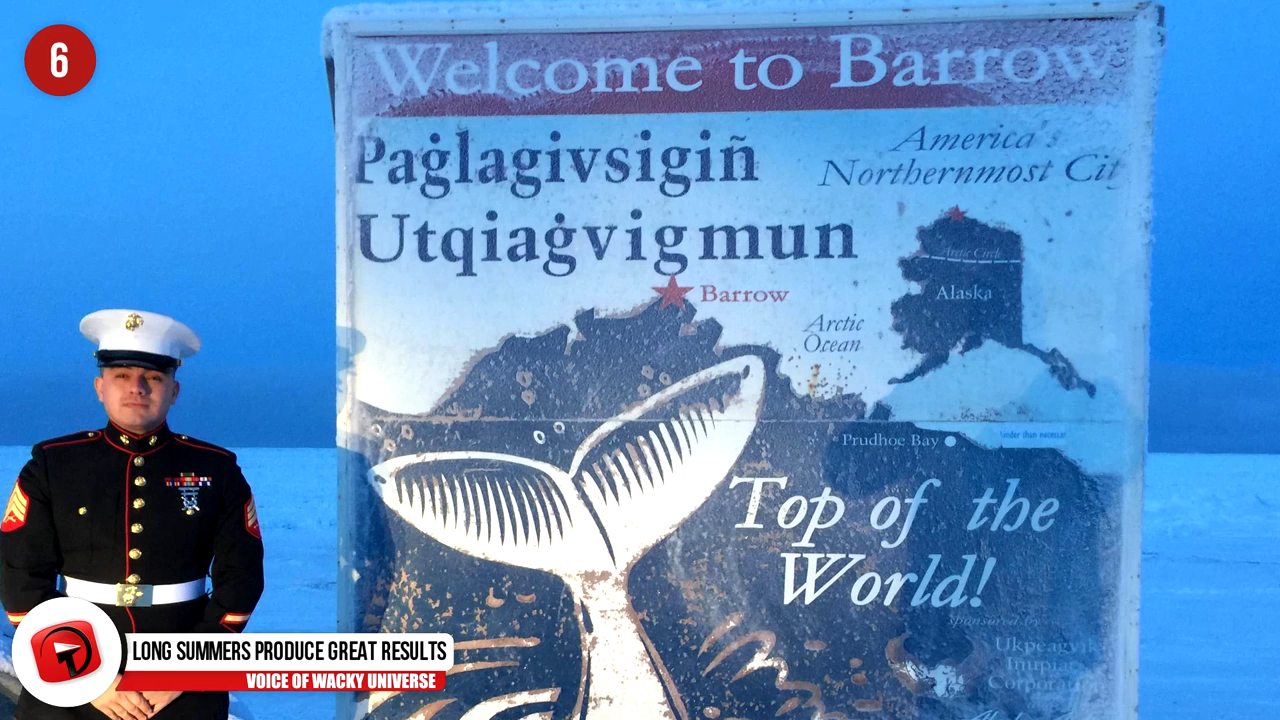 6
Welcome to Barrow
Paġlagivsigiñ
Utqiaġvigmun
America's
Northernmost Cit
Arctic Circle
Alaska
Barrow
Arctic
Ocean
Prudhoe Bay
Top of the
World!
sponsored by
Ukpeaġvik
Iñupiat
LONG SUMMERS PRODUCE GREAT RESULTS
VOICE OF WACKY UNIVERSE